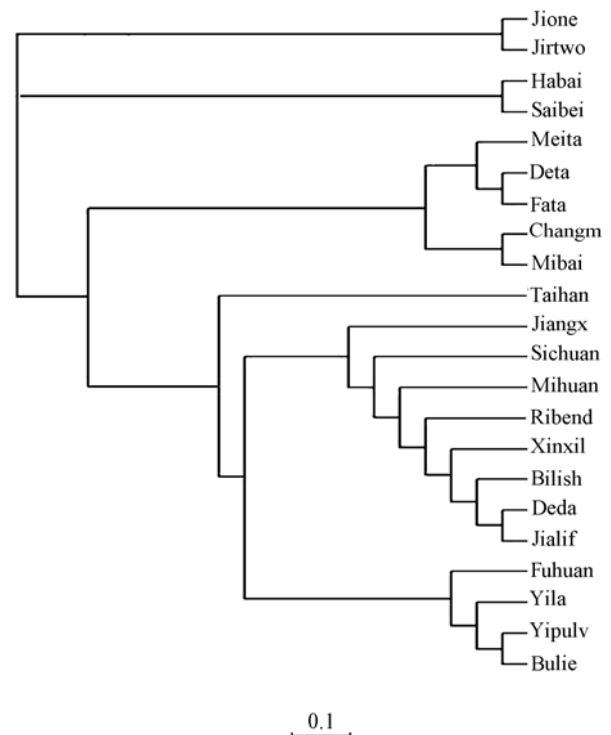 Jione
Jirtwo
Habai
Saibei
Meita
Deta
Fata
Changm
Mibai
Taihan
Jiangx
Sichuan
Mihuan
Ribend
Xinxil
Bilish
Deda
Jialif
Fuhuan
Yila
Yipulv
Bulie
0.1